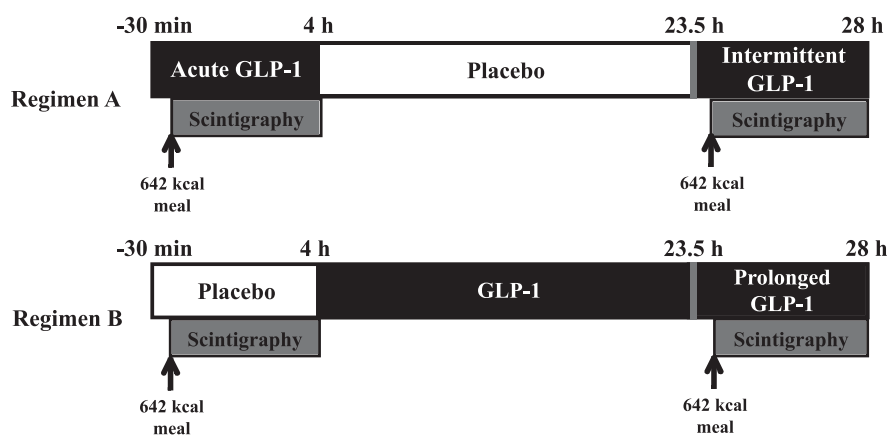 -30 min 4 h 23.5 h 28 h
Regimen A
Acute GLP-1
Placebo
Intermittent
GLP-1
Scintigraphy
Scintigraphy
642 kcal
meal
642 kcal
meal
-30 min 4 h 23.5 h 28 h
Regimen B
Placebo
GLP-1
Prolonged
GLP-1
Scintigraphy
Scintigraphy
642 kcal
meal
642 kcal
meal